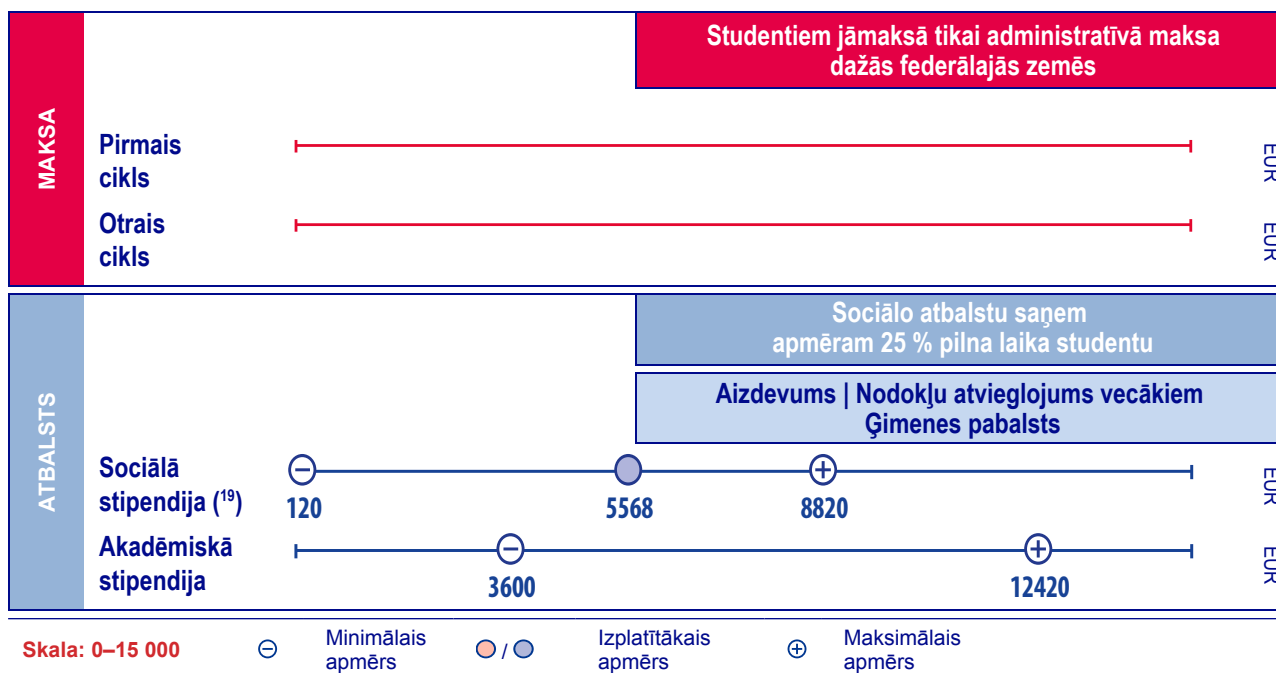 Studentiem jāmaksā tikai administratīvā maksa
dažās federālajās zemēs
MAKSA
Pirmais
cikls
EUR
Otrais
cikls
EUR
Sociālo atbalstu saņem
apmēram 25 % pilna laika studentu
Aizdevums | Nodokļu atvieglojums vecākiem
Ģimenes pabalsts
ATBALSTS
Sociālā
stipendija (¹⁹)
120
5568
8820
EUR
Akadēmiskā
stipendija
3600
12420
EUR
Skala: 0–15 000
Minimālais
apmērs
/
Izplatītākais
apmērs
Maksimālais
apmērs